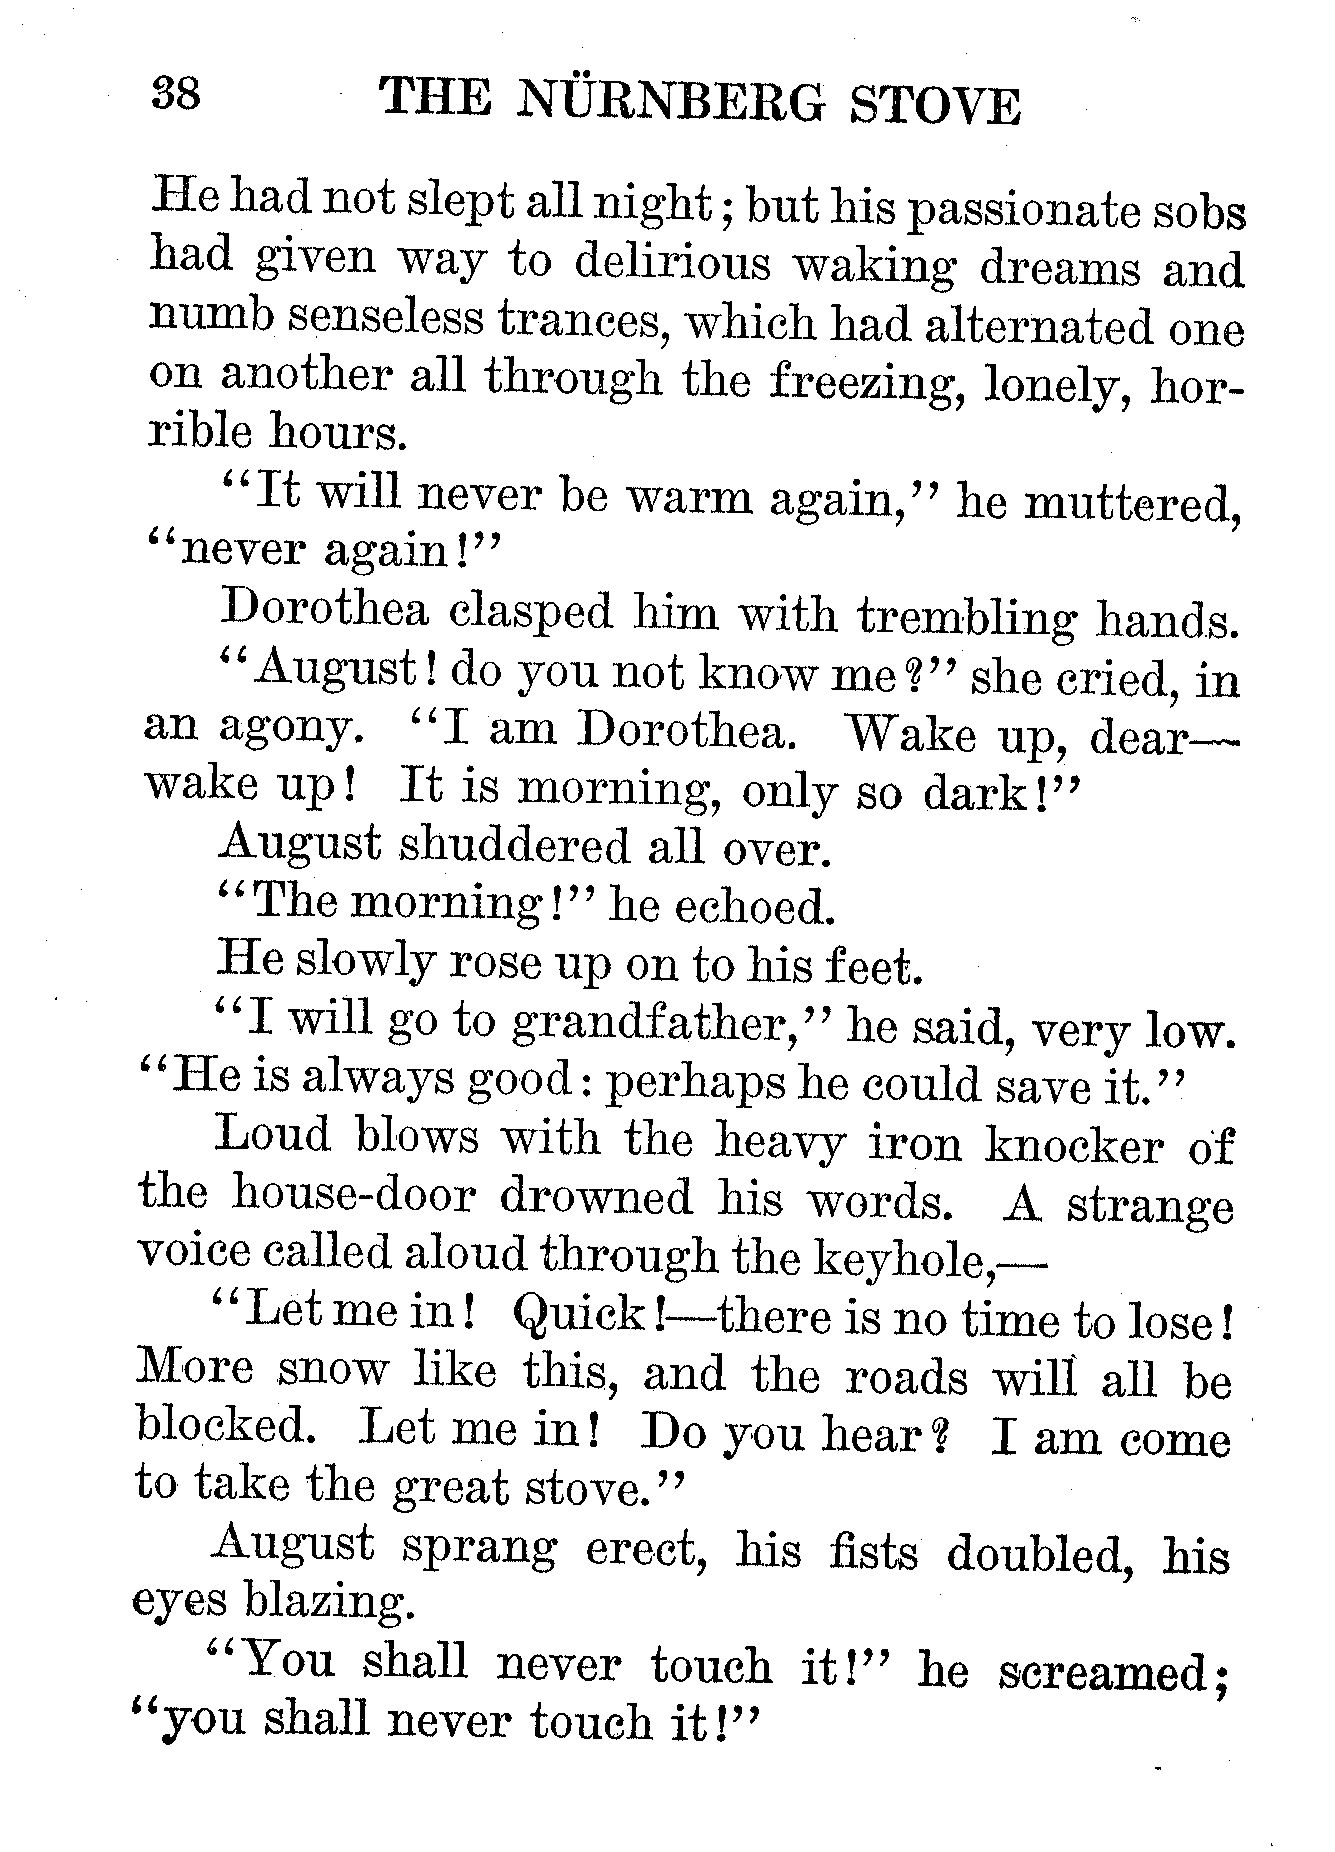 38 THE NÜRNBERG STOVE
He had not slept all night; but his passionate sobs
had given way to delirious waking dreams and
numb senseless trances, which had alternated one
on another all through the freezing, lonely, hor-
rible hours.
"It will never be warm again," he muttered,
"never again!"
Dorothea clasped him with trembling hands.
"August! do you not know me?" she cried, in
an agony. "I am Dorothea. Wake up, dear—
wake up! It is morning, only so dark!"
August shuddered all over.
"The morning!" he echoed.
He slowly rose up on to his feet.
"I will go to grandfather," he said, very low.
"He is always good: perhaps he could save it."
Loud blows with the heavy iron knocker of
the house-door drowned his words. A strange
voice called aloud through the keyhole,—
"Let me in! Quick!—there is no time to lose!
More snow like this, and the roads will all be
blocked. Let me in! Do you hear? I am come
to take the great stove."
August sprang erect, his fists doubled, his
eyes blazing.
"You shall never touch it!" he screamed;
"you shall never touch it!"